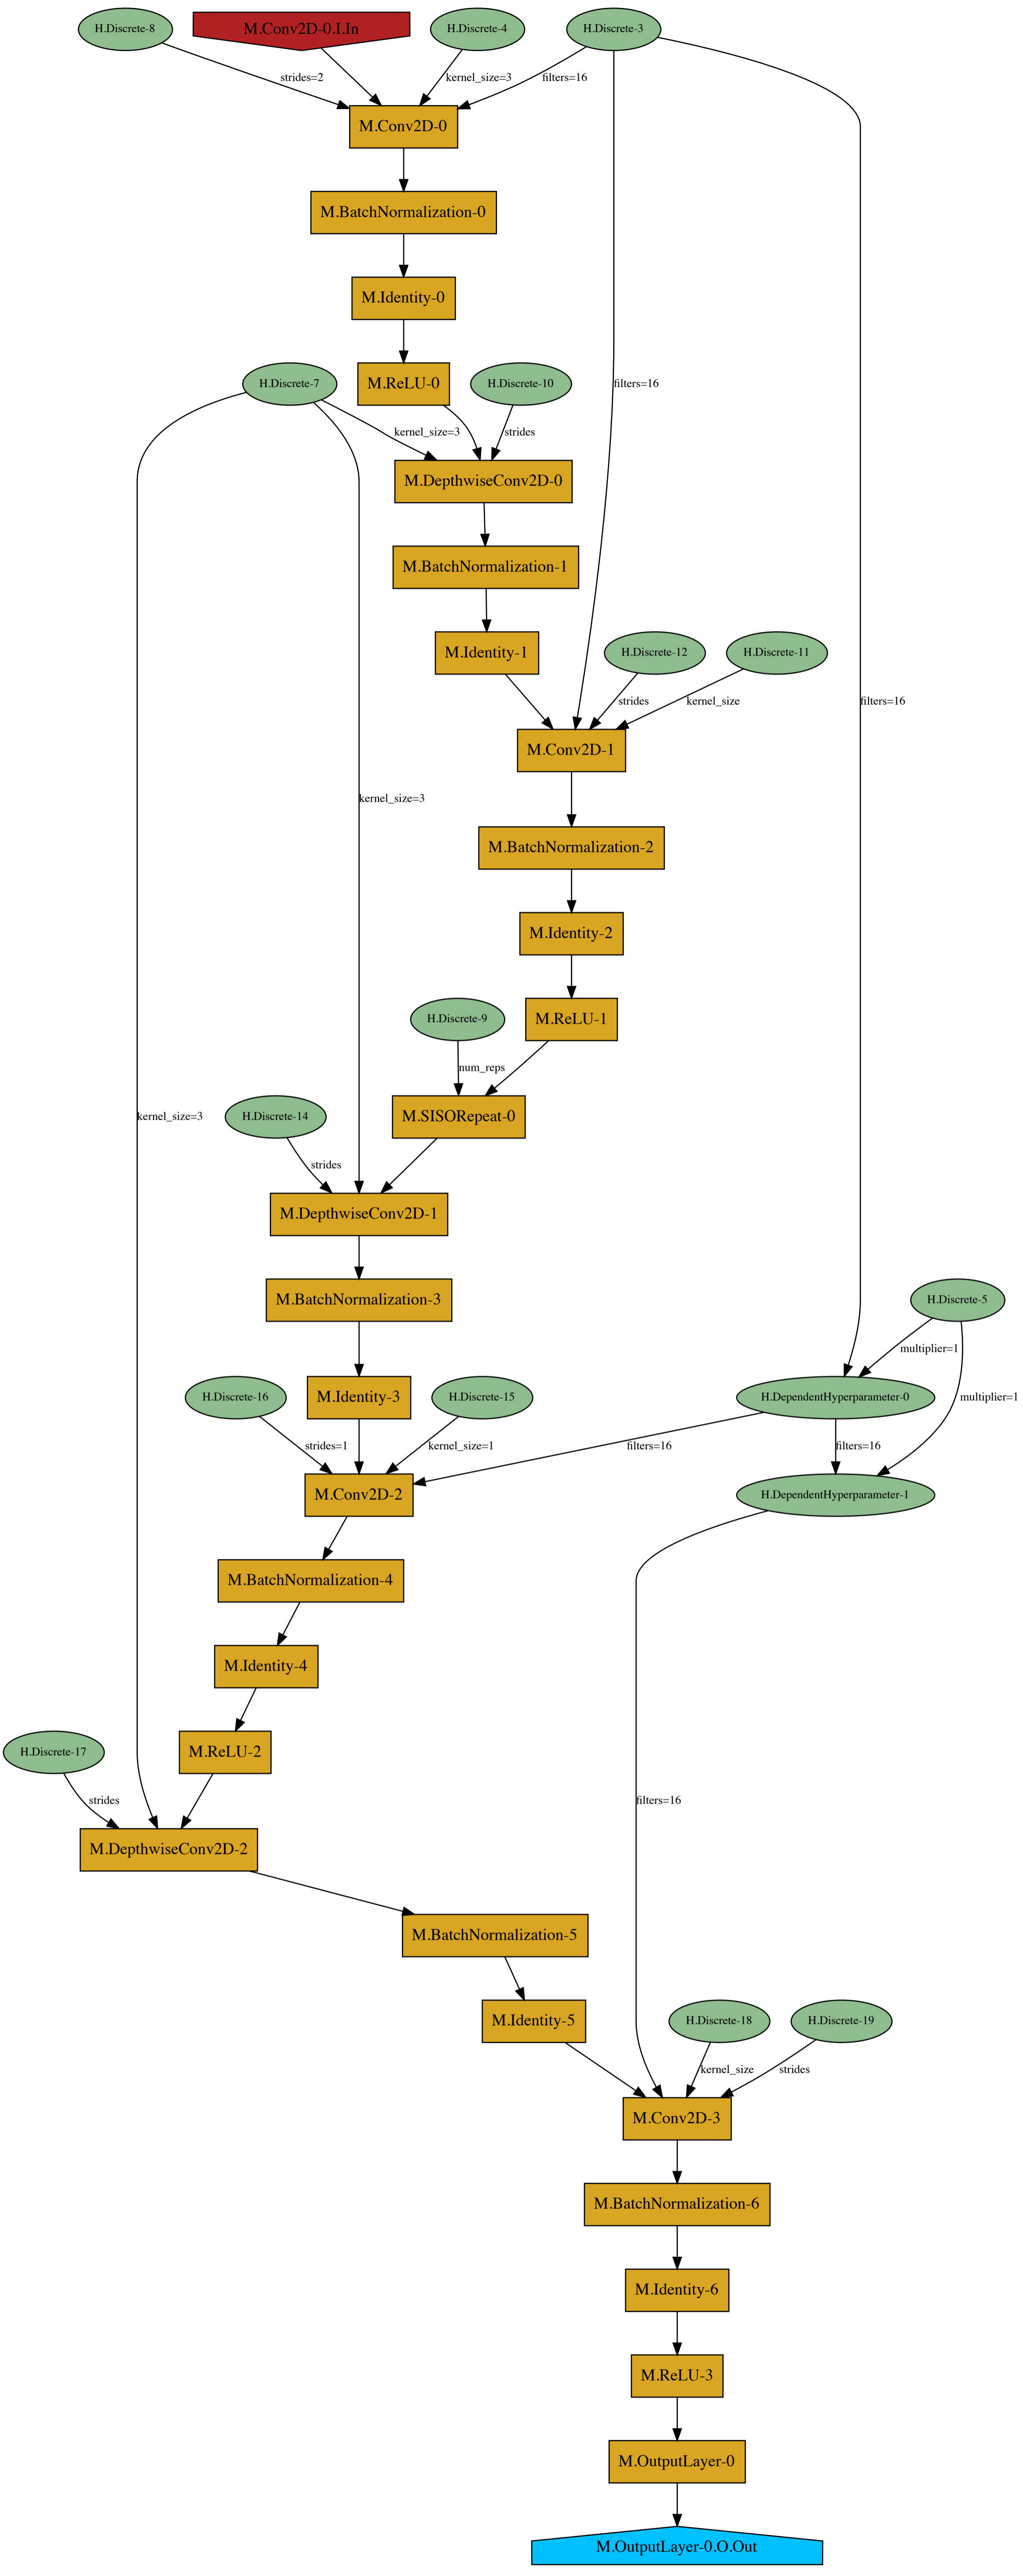 H.Discrete-8
M.Conv2D-0.I.In
H.Discrete-4
H.Discrete-3
strides=2
kernel_size=3
filters=16
M.Conv2D-0
M.BatchNormalization-0
M.Identity-0
H.Discrete-7
M.ReLU-0
H.Discrete-10
filters=16
kernel_size=3
strides
M.DepthwiseConv2D-0
M.BatchNormalization-1
M.Identity-1
H.Discrete-12
H.Discrete-11
strides
kernel_size
filters=16
M.Conv2D-1
kernel_size=3
M.BatchNormalization-2
M.Identity-2
H.Discrete-9
M.ReLU-1
num_reps
kernel_size=3
H.Discrete-14
M.SISORepeat-0
strides
M.DepthwiseConv2D-1
M.BatchNormalization-3
H.Discrete-5
multiplier=1
H.Discrete-16
M.Identity-3
H.Discrete-15
H.DependentHyperparameter-0
multiplier=1
strides=1
kernel_size=1
filters=16
filters=16
M.Conv2D-2
H.DependentHyperparameter-1
M.BatchNormalization-4
M.Identity-4
H.Discrete-17
M.ReLU-2
strides
filters=16
M.DepthwiseConv2D-2
M.BatchNormalization-5
M.Identity-5
H.Discrete-18
H.Discrete-19
kernel_size
strides
M.Conv2D-3
M.BatchNormalization-6
M.Identity-6
M.ReLU-3
M.OutputLayer-0
M.OutputLayer-0.O.Out